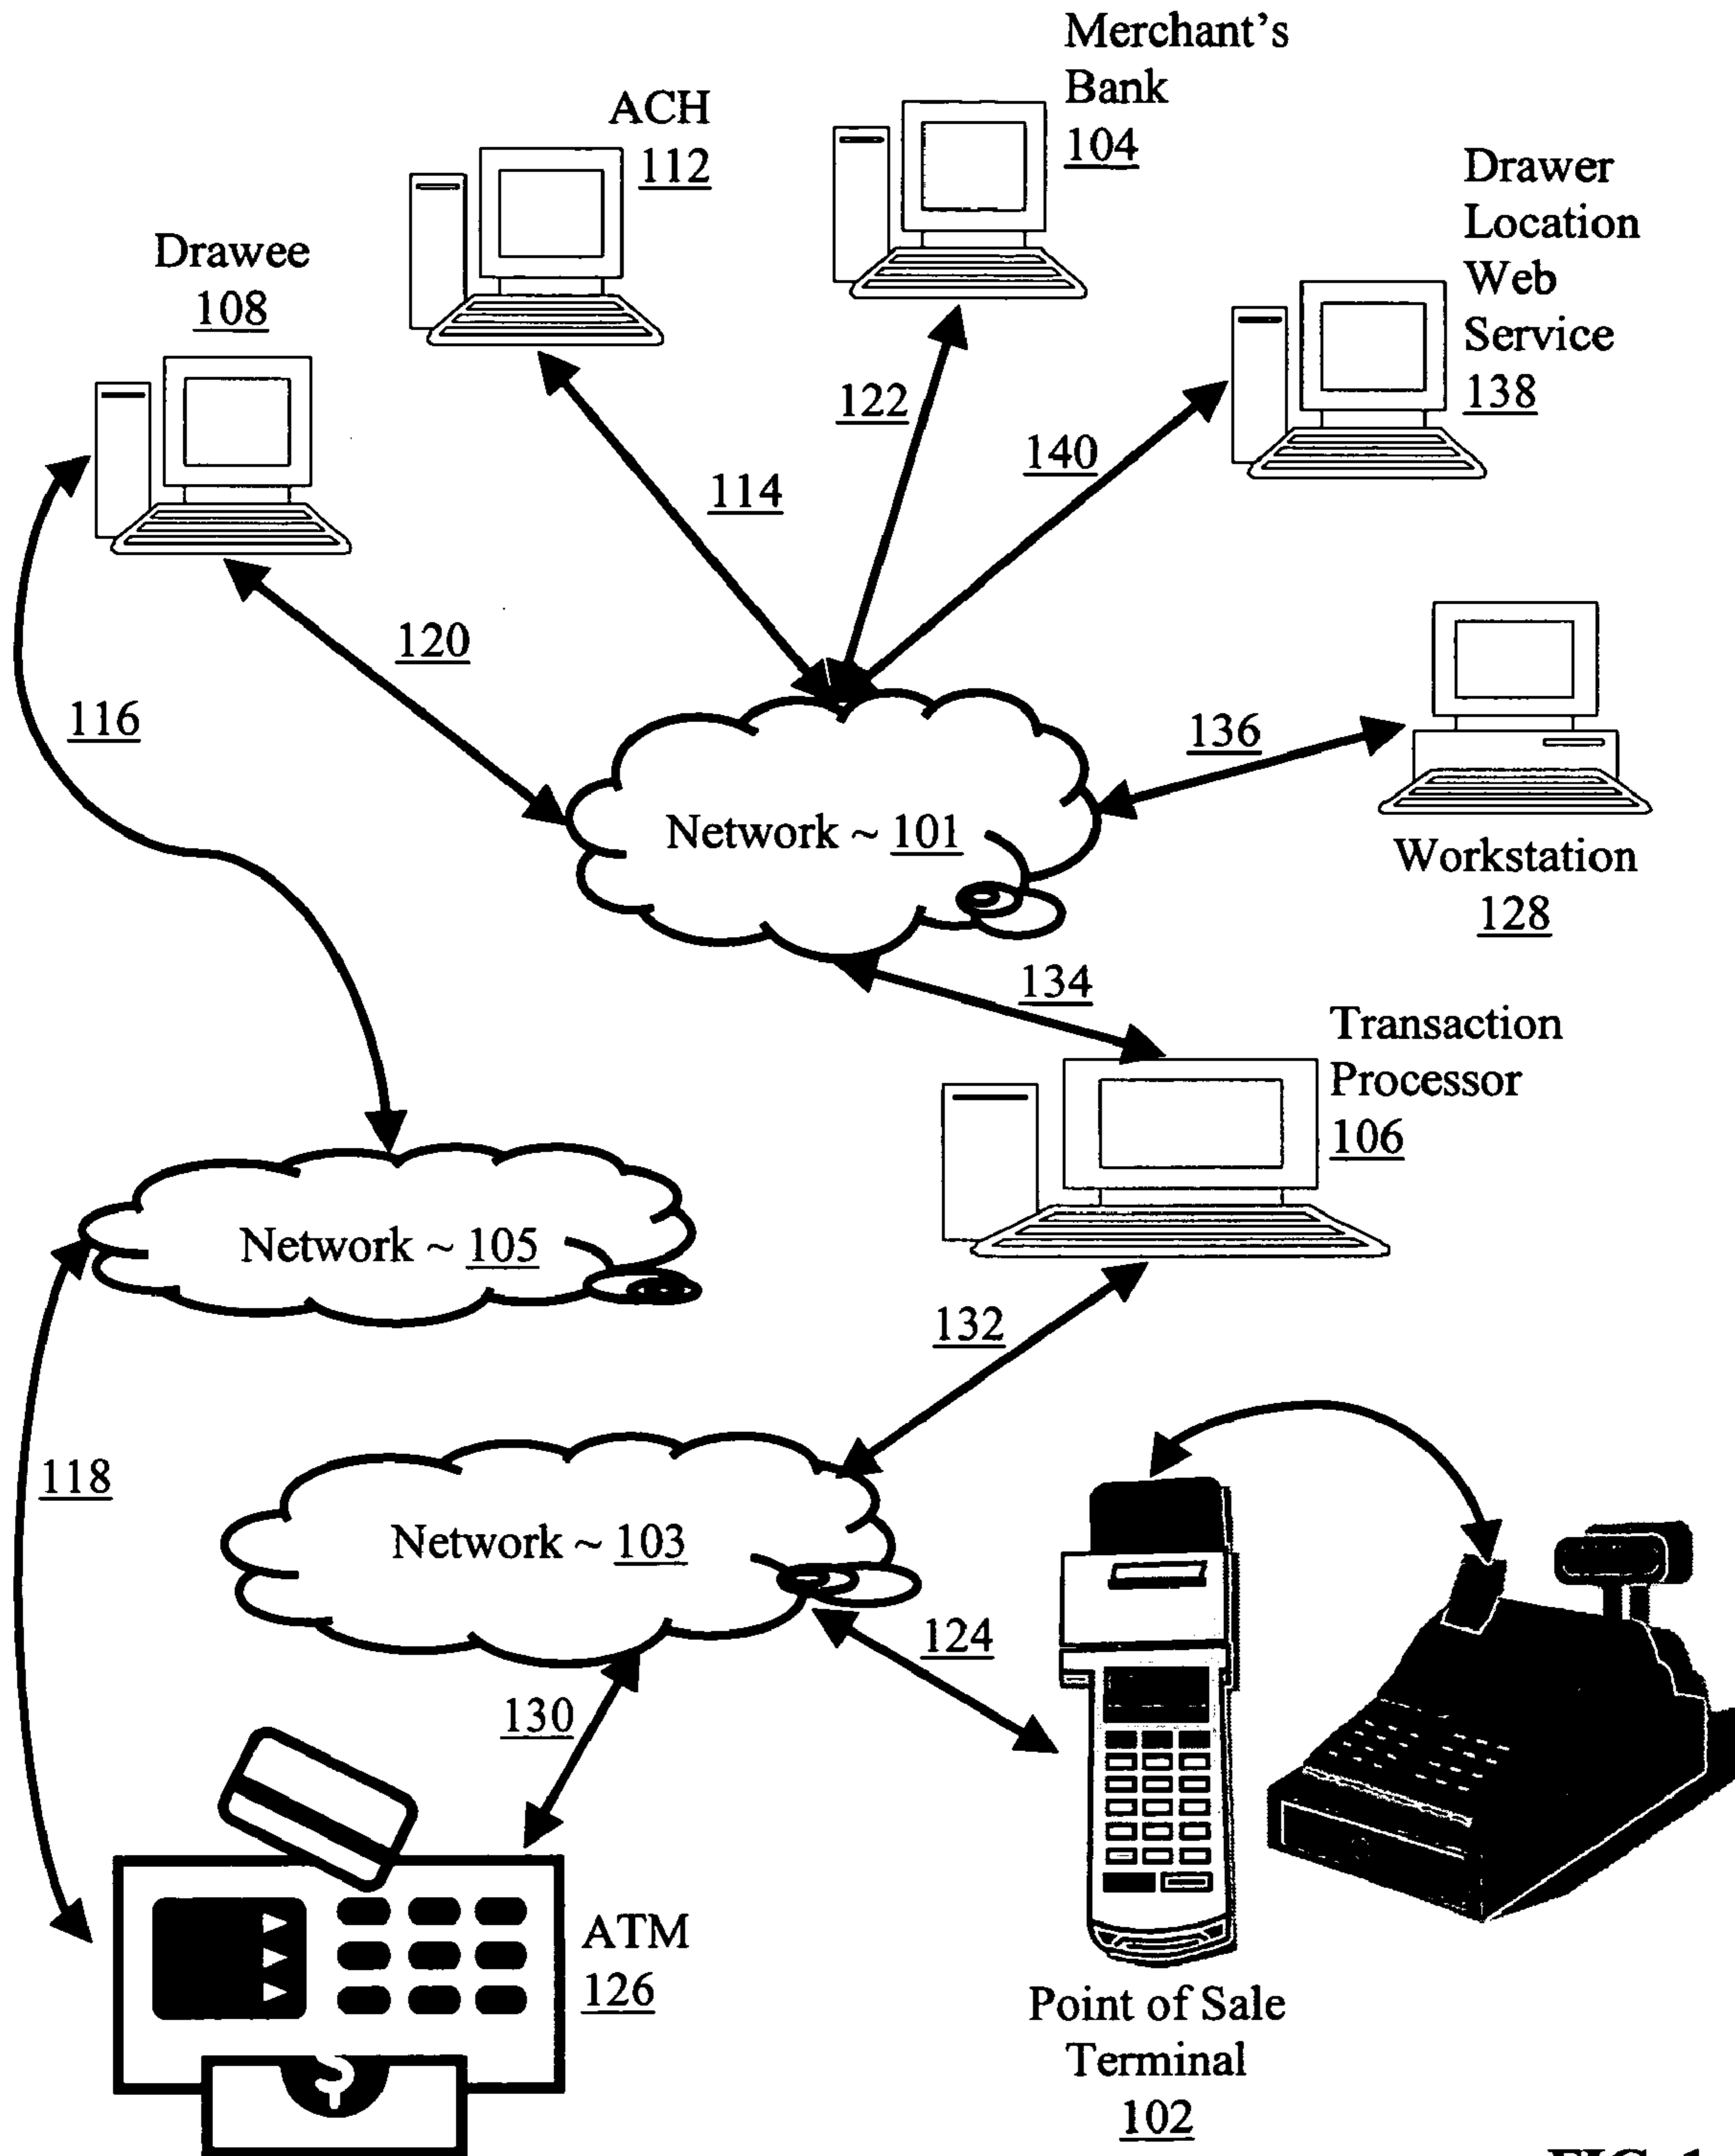 Merchant's
Bank
104
ACH
112
Drawer
Location
Web
Service
138
Drawee
108
122
140
114
120
116
136
Network ~ 101
Workstation
128
134
Transaction
Processor
106
Network ~ 105
132
118
Network ~ 103
124
130
ATM
126
Point of Sale
Terminal
102
FIG. 1